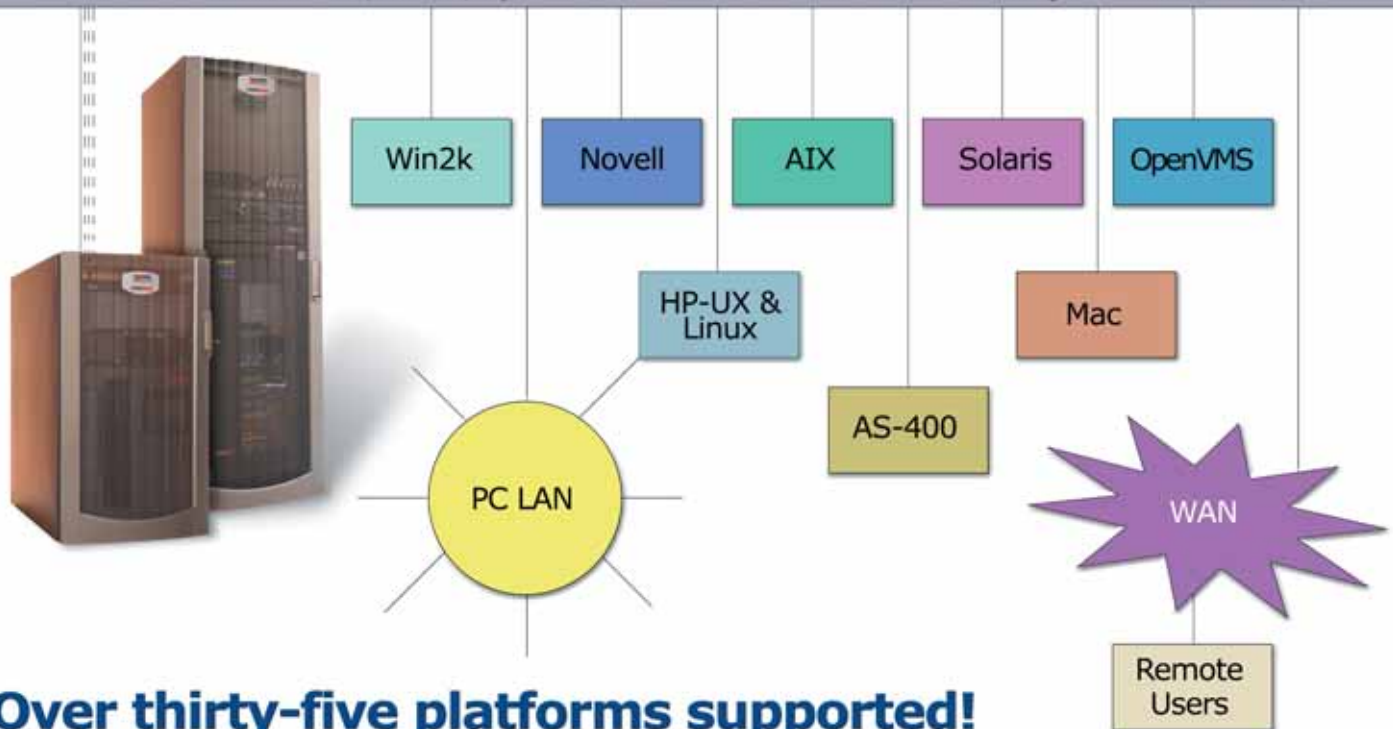 Win2k
Novell
AIX
Solaris
OpenVMS
HP-UX &
Linux
Mac
AS-400
PC LAN
WAN
Remote
Users
Over thirty-five platforms supported!